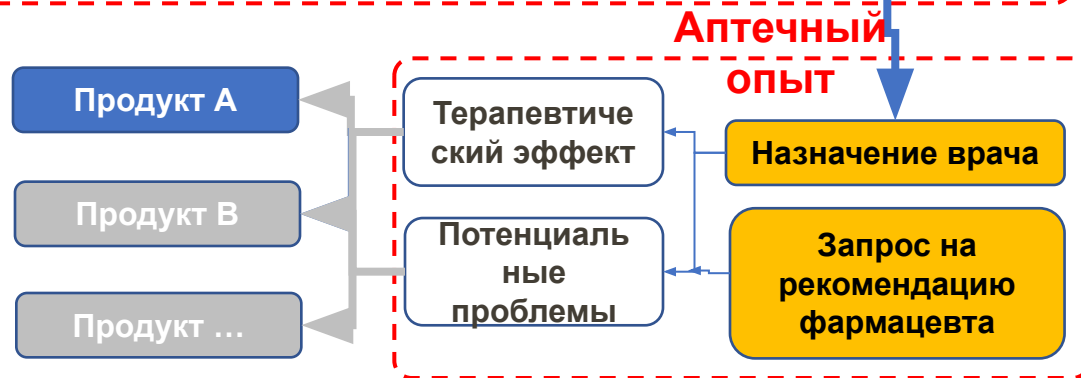 Аптечный
опыт
Продукт А
Продукт В
Продукт ...
Терапевтиче
ский эффект
Потенциаль
ные
проблемы
Назначение врача
Запрос на
рекомендацию
фармацевта